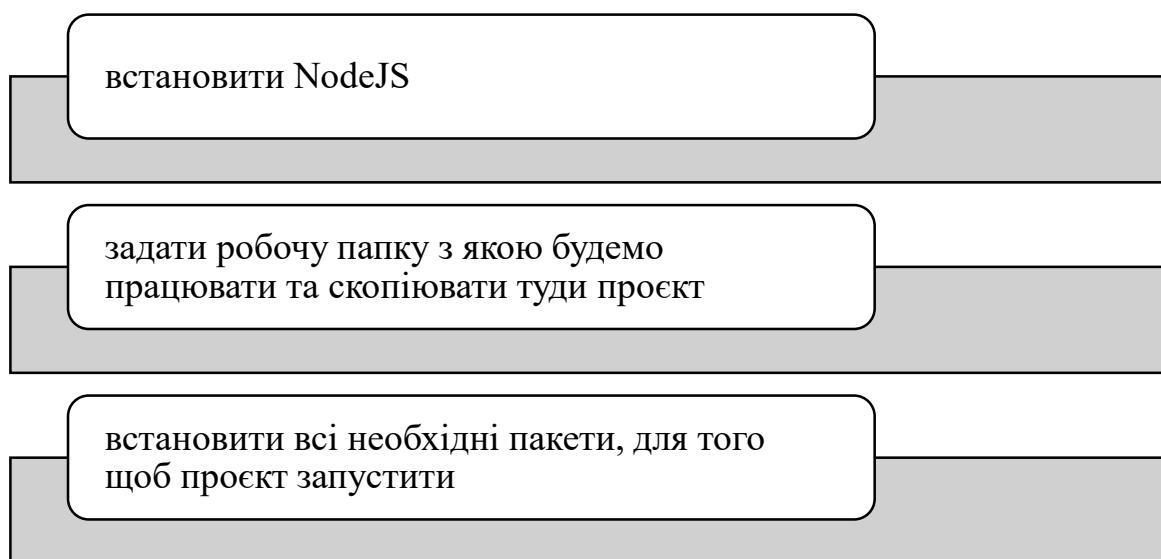 встановити NodeJS
задати робочу папку з якою будемо
працювати та скопіювати туди проєкт
встановити всі необхідні пакети, для того
щоб проєкт запустити